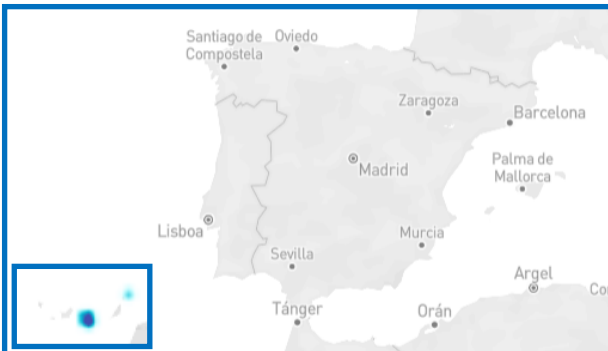 Santiago de
Compostela
Oviedo
Zaragoza
Barcelona
Madrid
Palma de
Mallorca
Lisboa
Murcia
Sevilla
Argel
Tánger
Orán